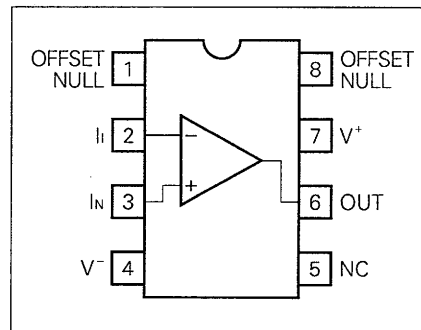 OFFSET
NULL
1
8
OFFSET
NULL
II
2
−
7
V+
IN
3
+
6
OUT
V−
4
5
NC